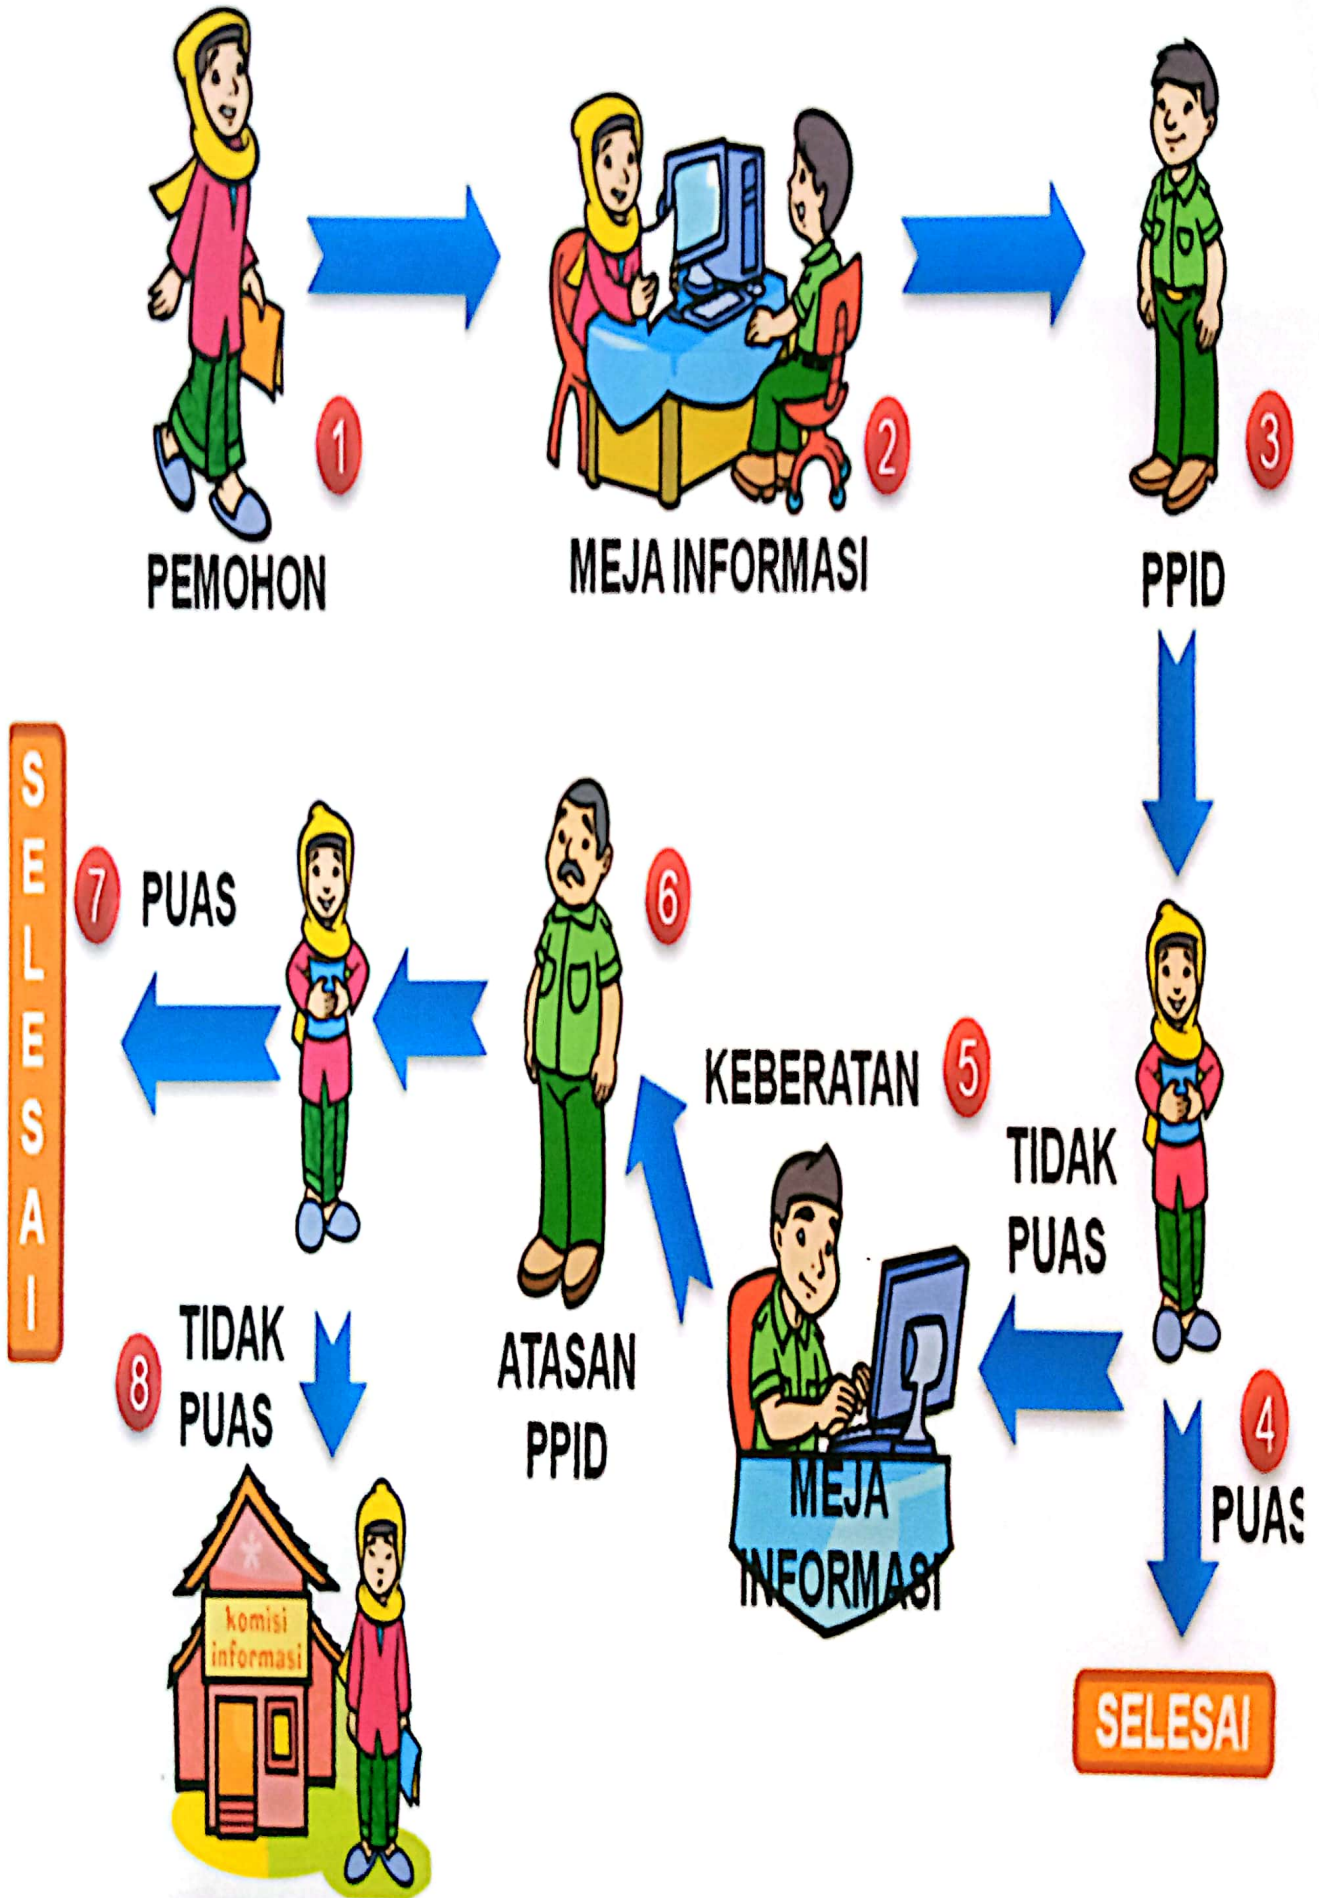 1
PEMOHON
2
MEJA INFORMASI
3
PPID
4
PUAS
SELESAI
TIDAK
PUAS
KEBERATAN
5
MEJA
INFORMASI
6
ATASAN
PPID
7
PUAS
SELESAI
8
TIDAK
PUAS
komisi
informasi